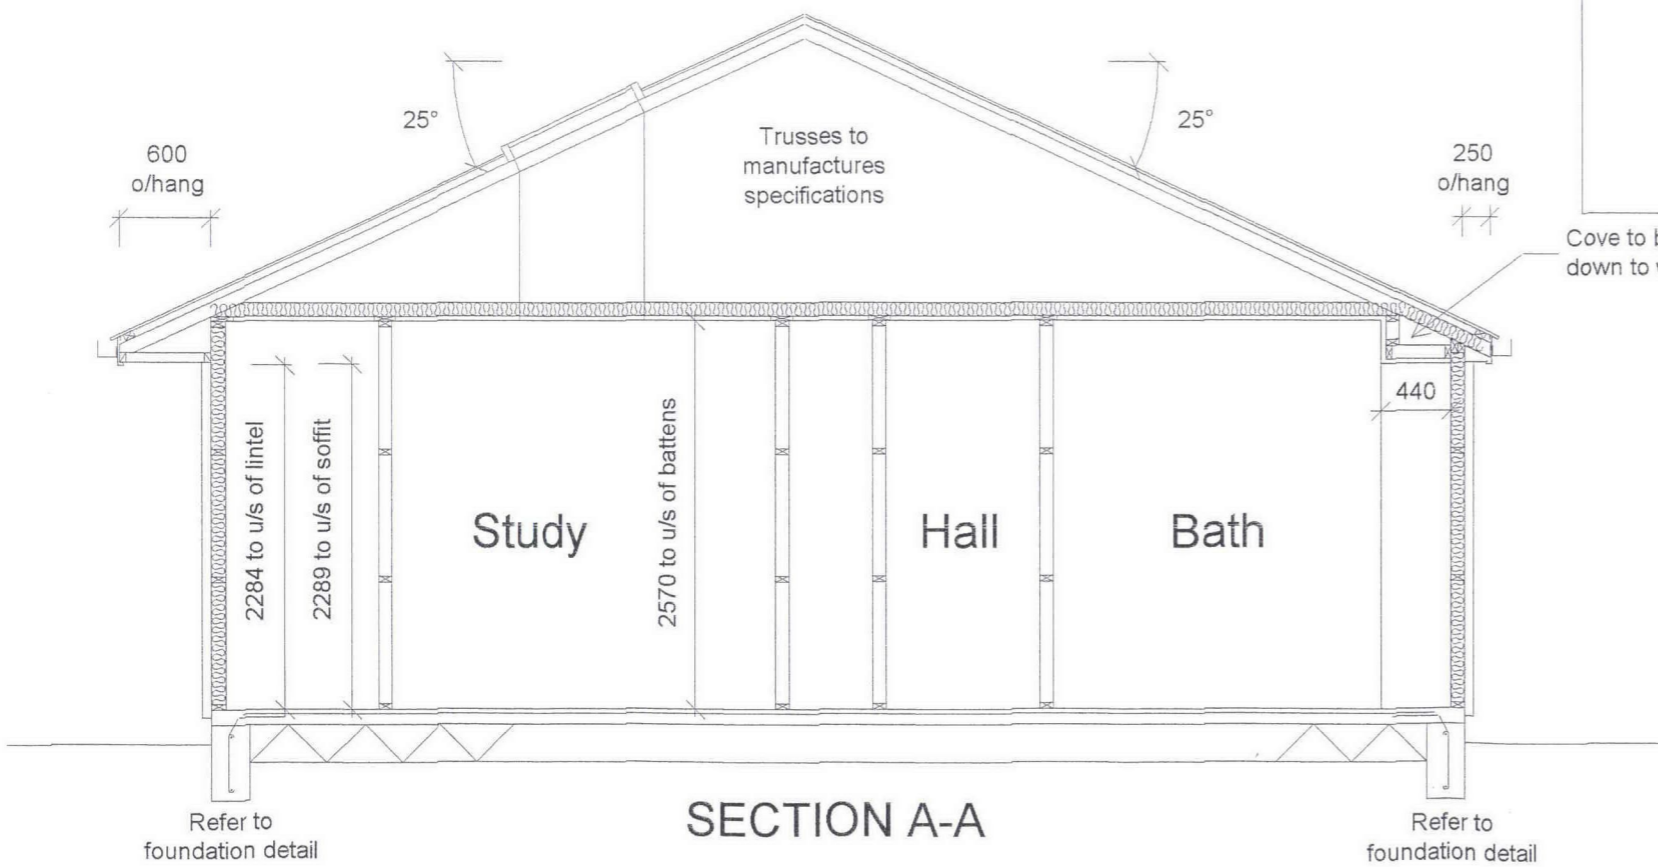 25°
25°
600
o/hang
Trusses to
manufactures
specifications
250
o/hang
Cove to
down to
440
2284 to u/s of lintel
2289 to u/s of soffit
2570 to u/s of battens
Study
Hall
Bath
SECTION A-A
Refer to
foundation detail
Refer to
foundation detail